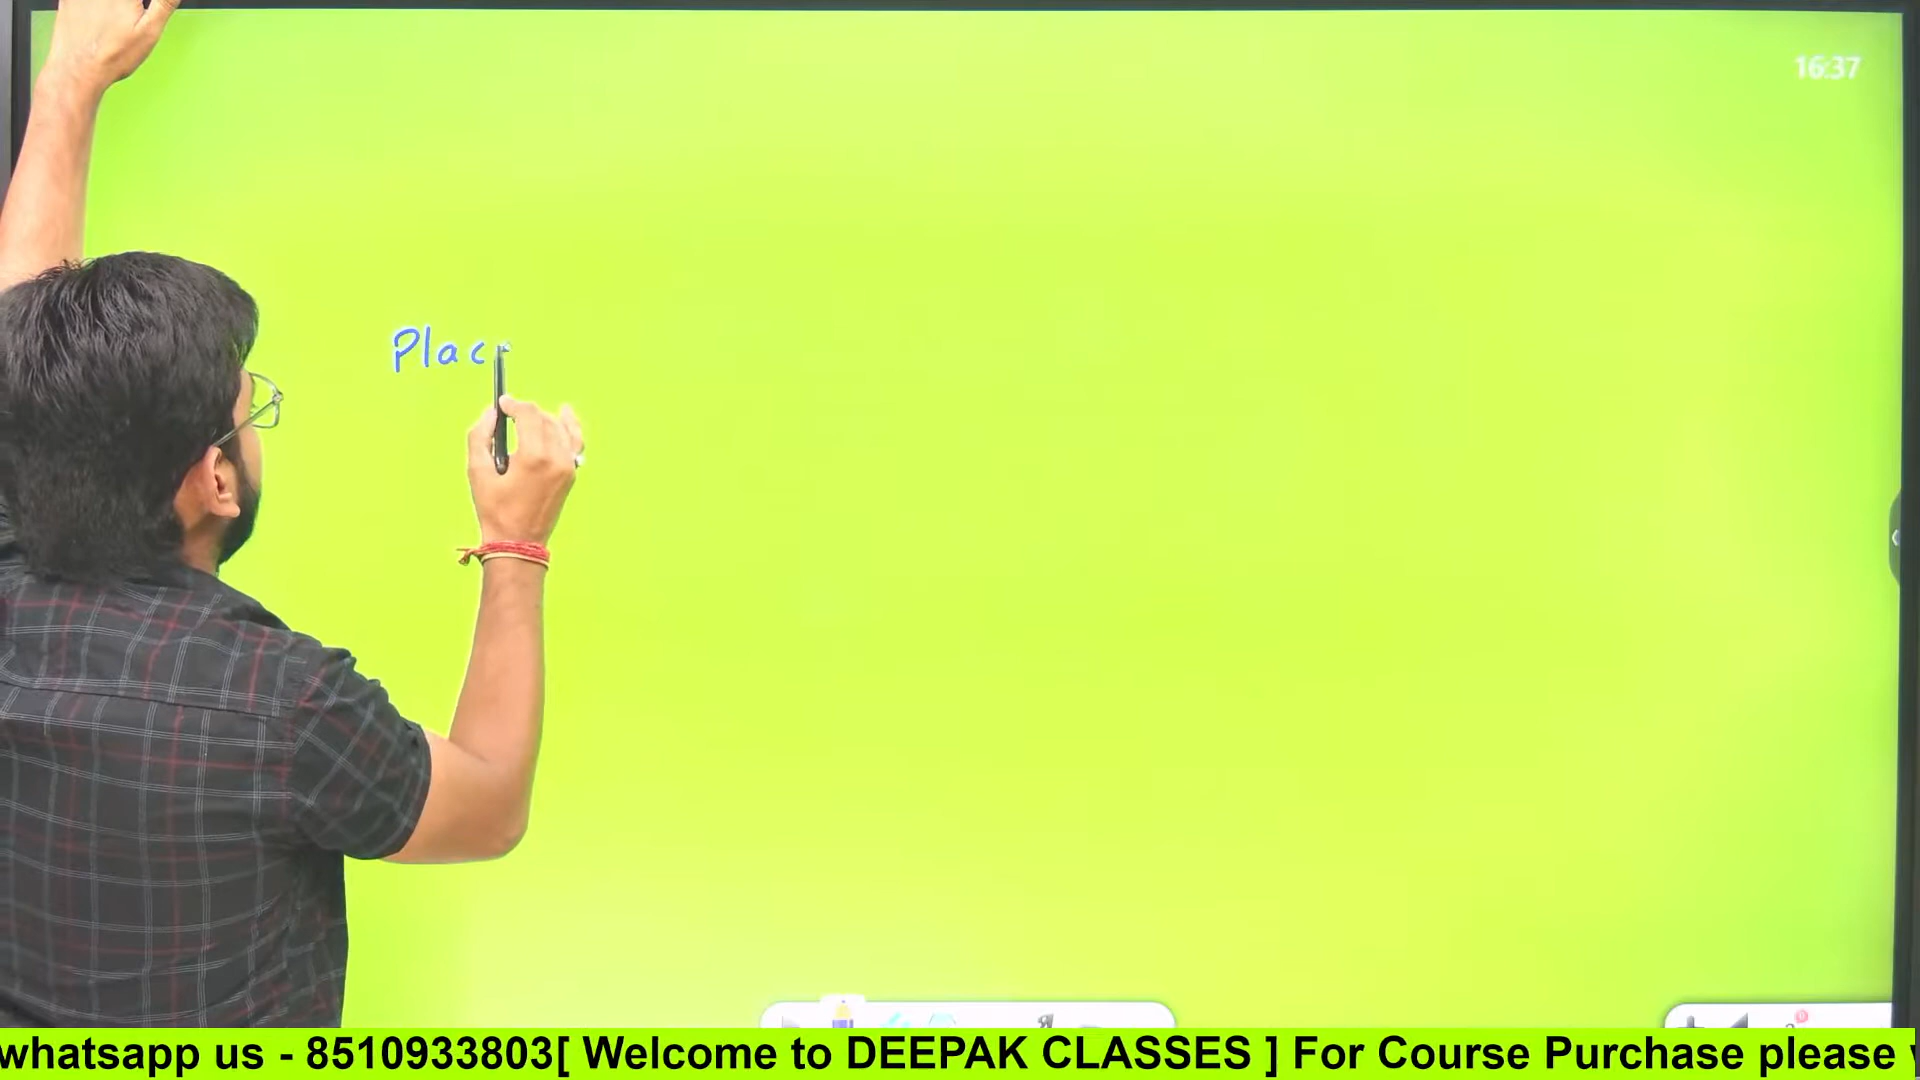 16:37
Plac
whatsapp us - 8510933803[ Welcome to DEEPAK CLASSES ] For Course Purchase please